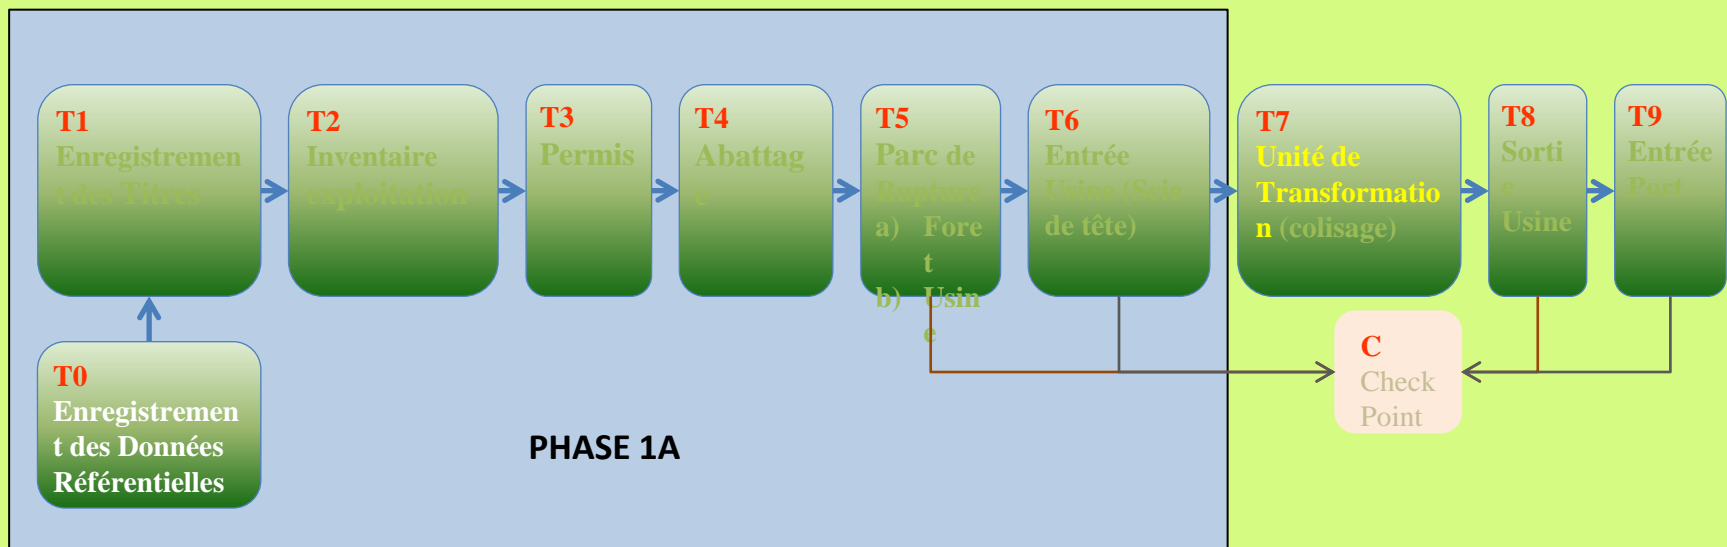 T1
Enregistremen
t des Titres
T2
Inventaire
exploitation
T3
Permis
T4
Abattag
e
T5
Parc de
Rupture
a) Fore
t
b) Usin
e
T6
Entrée
Usine (Scie
de tête)
T7
Unité de
Transformatio
n (colisage)
T8
Sorti
e
Usine
T9
Entrée
Port
T0
Enregistremen
t des Données
Référentielles
C
Check
Point
PHASE 1A